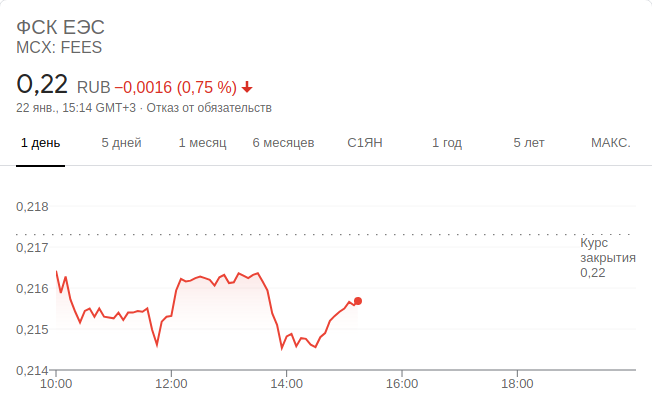 ФСК ЕЭС
MCX: FEES
0,22 RUB −0,0016 (0,75 %)
22 янв., 15:14 GMT+3 · Отказ от обязательств
1 день 5 дней 1 месяц 6 месяцев С1ЯН 1 год 5 лет МАКС.
0,218
0,217
0,216
0,215
0,214
Курс
закрытия
0,22
10:00 12:00 14:00 16:00 18:00